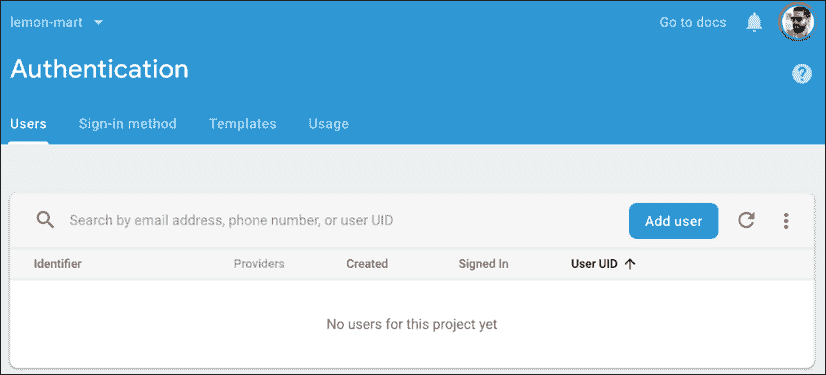 lemon-mart Go to docs
Authentication
Users Sign-in method Templates Usage
Search by email address, phone number, or user UID Add user
Identifier Providers Created Signed In User UID
No users for this project yet